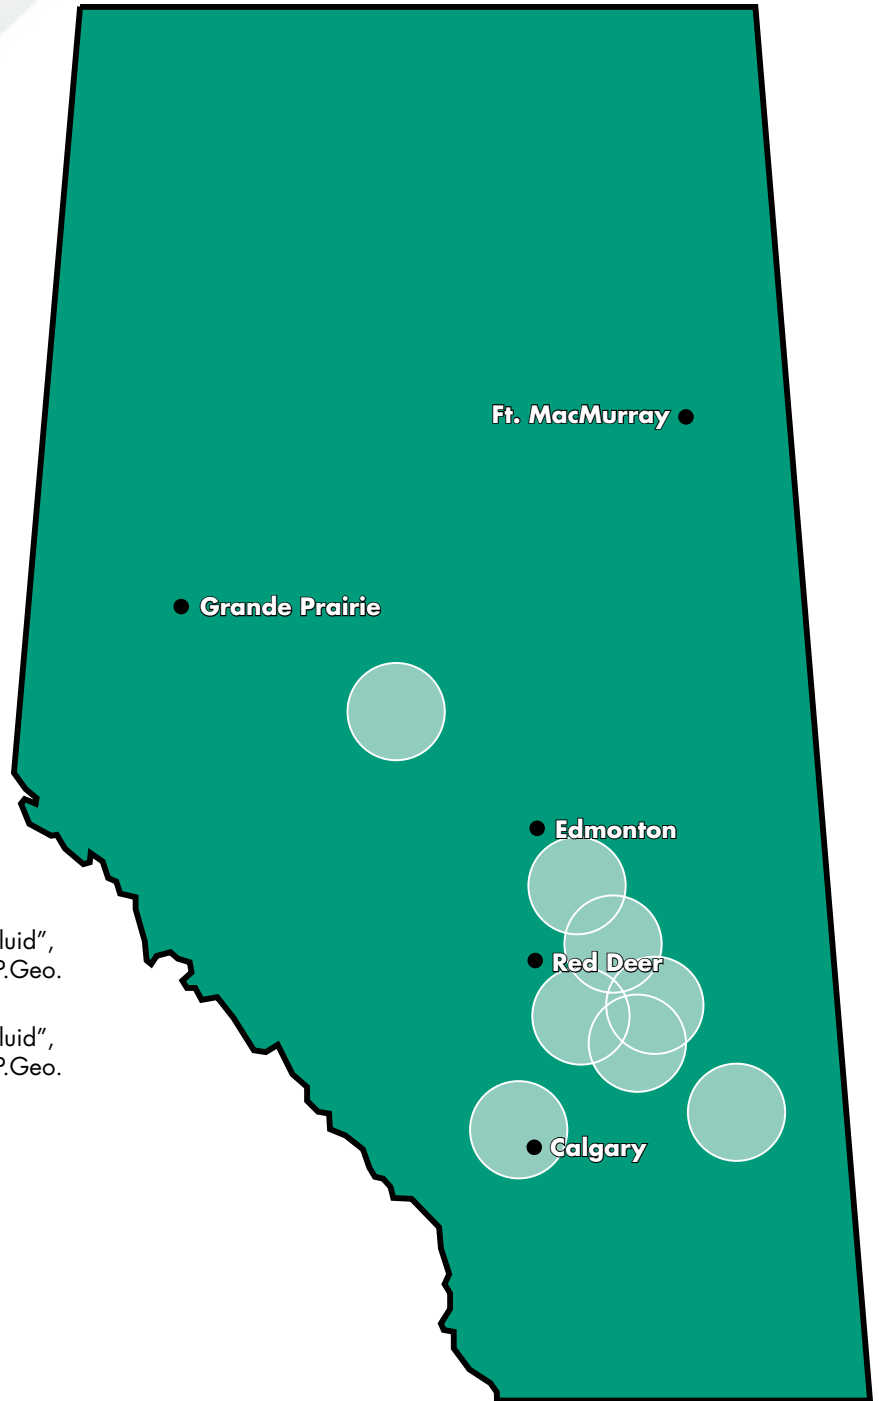 Ft. MacMurray
Grande Prairie
Edmonton
luid”,
P.Geo.
Red Deer
luid”,
P.Geo.
Calgary